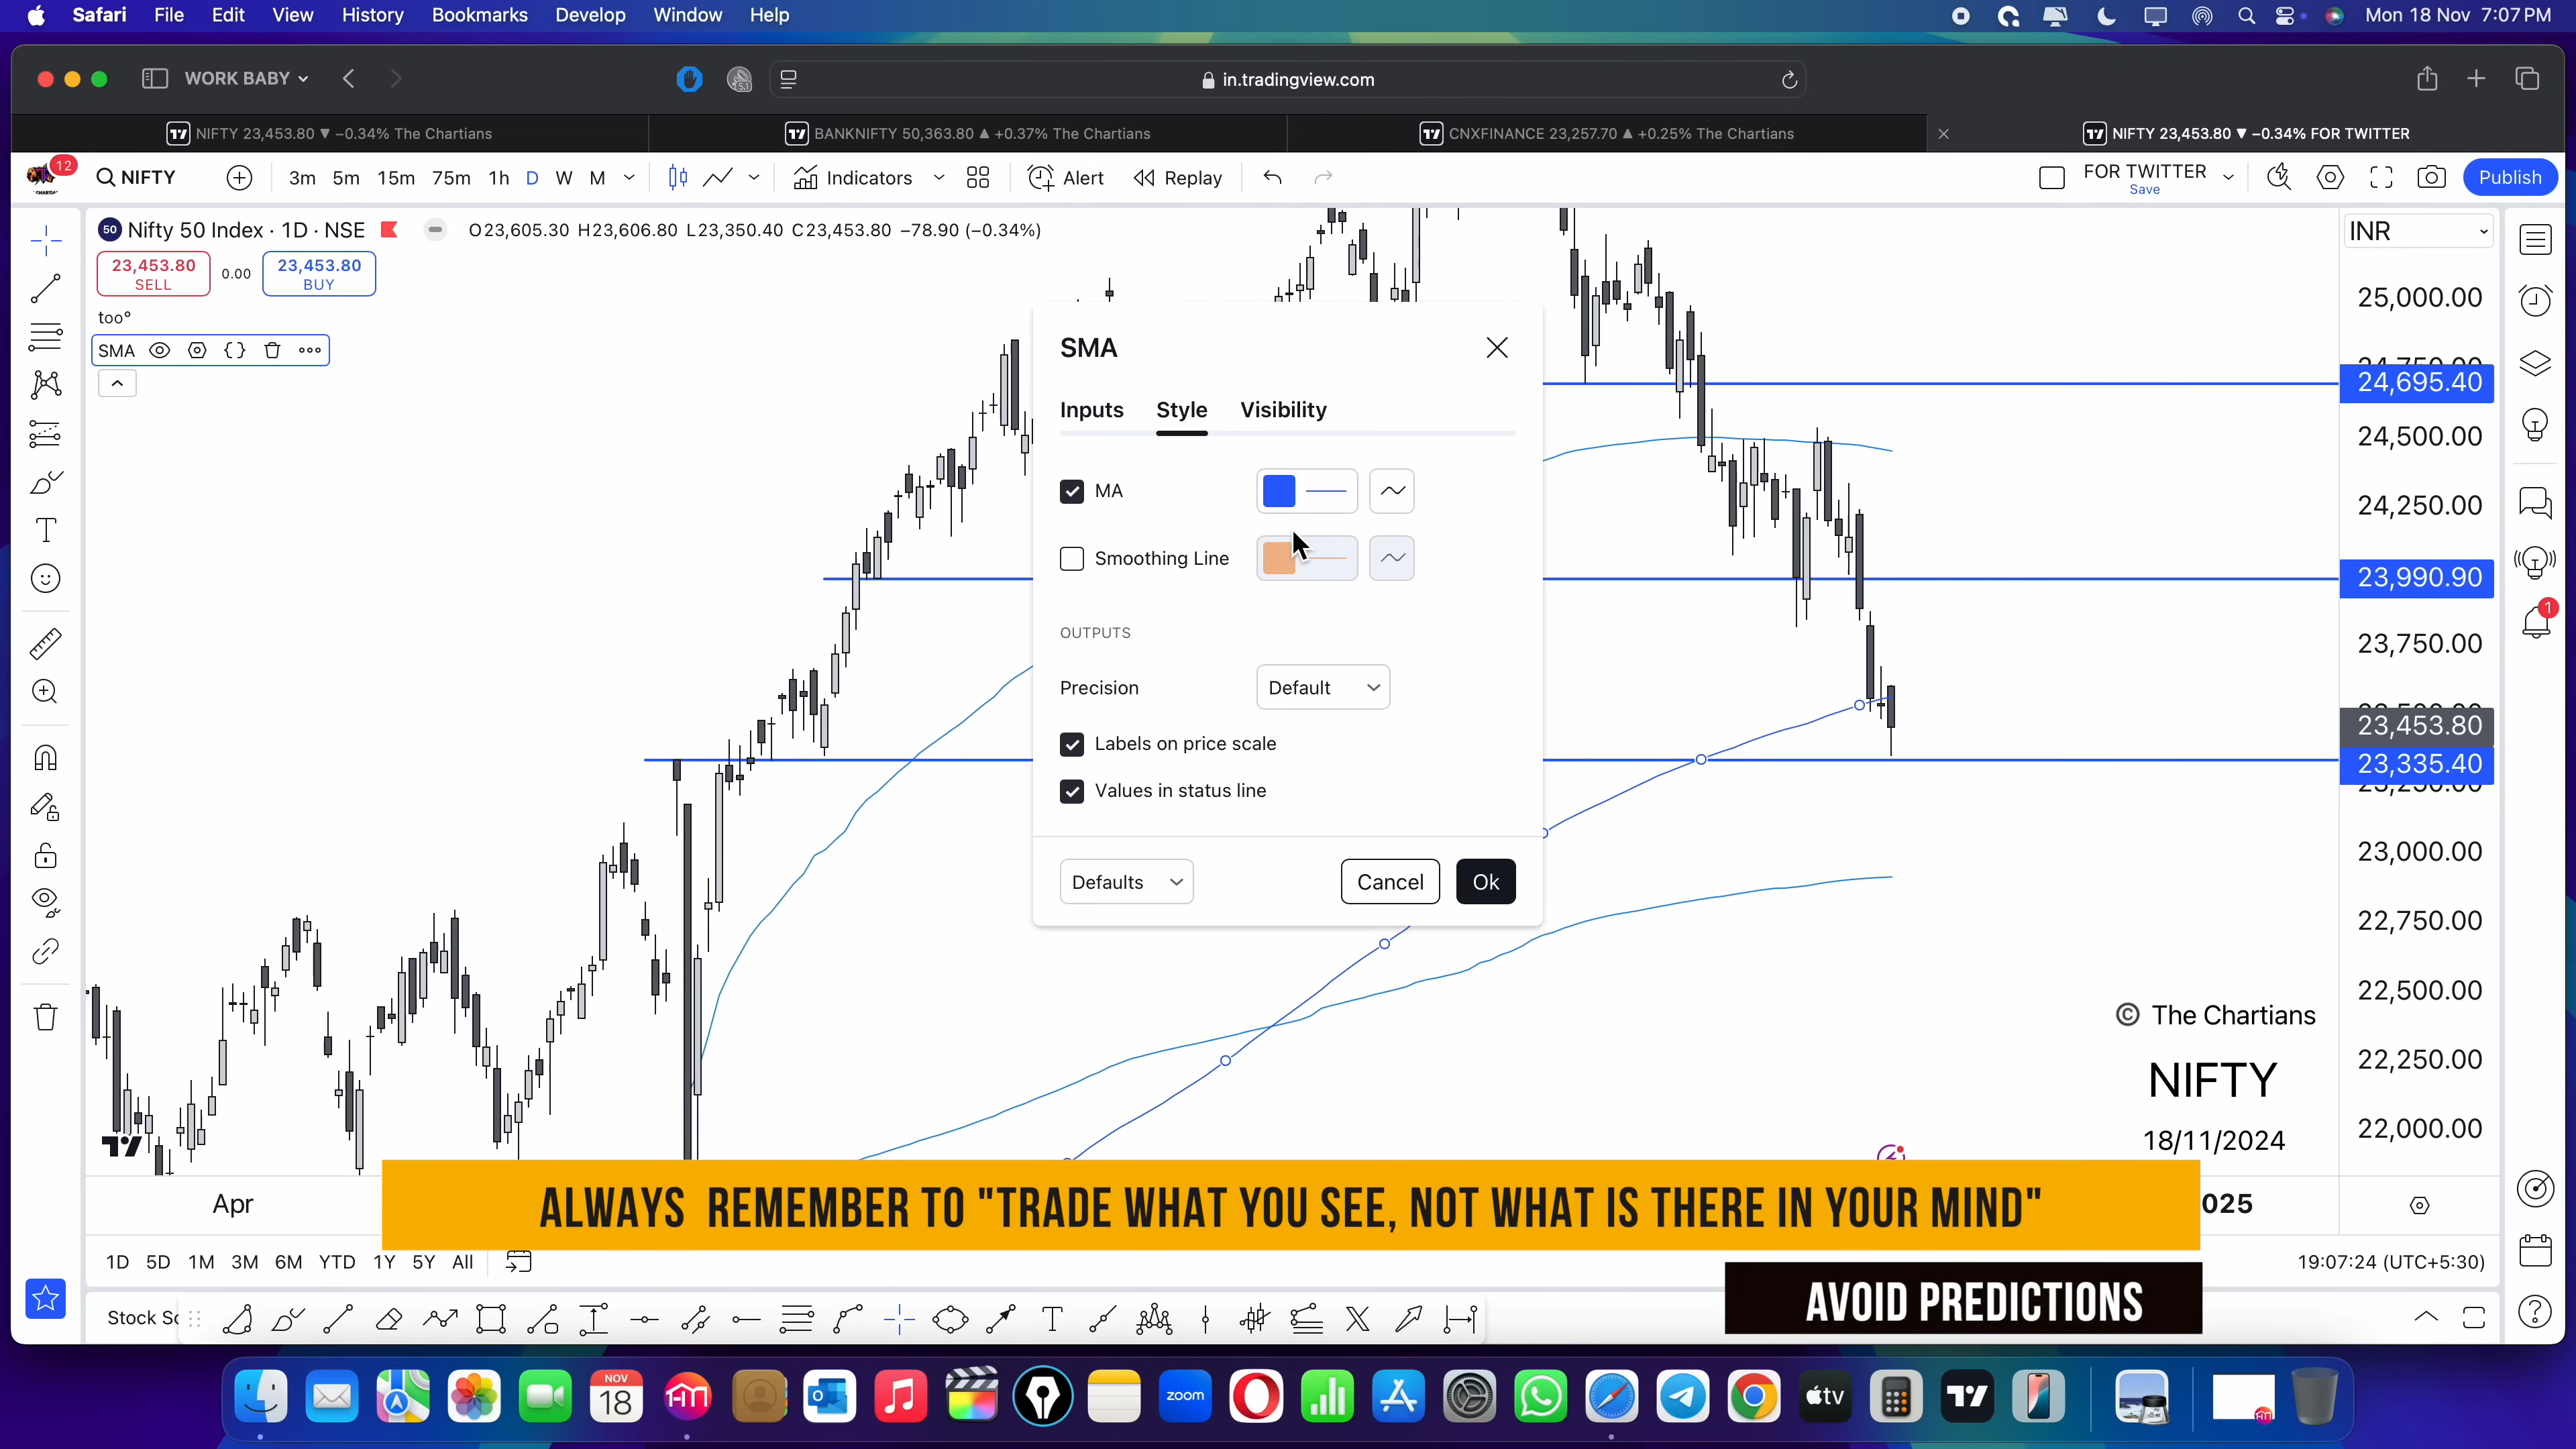 Safari File Edit View History Bookmarks Develop Window Help Mon 18 Nov 7:07 PM
WORK BABY in.tradingview.com
NIFTY 23,453.80 ▼ −0.34% The Chartians BANKNIFTY 50,363.80 ▲ +0.37% The Chartians CNXFINANCE 23,257.70 ▲ +0.25% The Chartians NIFTY 23,453.80 ▼ −0.34% FOR TWITTER
12 NIFTY 3m 5m 15m 75m 1h D W M Indicators Alert Replay FOR TWITTER Publish
Save
50 Nifty 50 Index · 1D · NSE O23,605.30 H23,606.80 L23,350.40 C23,453.80 −78.90 (−0.34%) INR
23,453.80 0.00 23,453.80
SELL BUY
25,000.00
too°
SMA
SMA
24,695.40
Inputs Style Visibility
24,500.00
MA
24,250.00
Smoothing Line
23,990.90
1
OUTPUTS
23,750.00
Precision Default
23,453.80
Labels on price scale
23,335.40
Values in status line
23,000.00
Defaults Cancel Ok
22,750.00
22,500.00
© The Chartians
22,250.00
NIFTY
22,000.00
18/11/2024
Apr ALWAYS REMEMBER TO "TRADE WHAT YOU SEE, NOT WHAT IS THERE IN YOUR MIND" 025
1D 5D 1M 3M 6M YTD 1Y 5Y All 19:07:24 (UTC+5:30)
AVOID PREDICTIONS
Stock Sc
NOV
18
zoom
tv